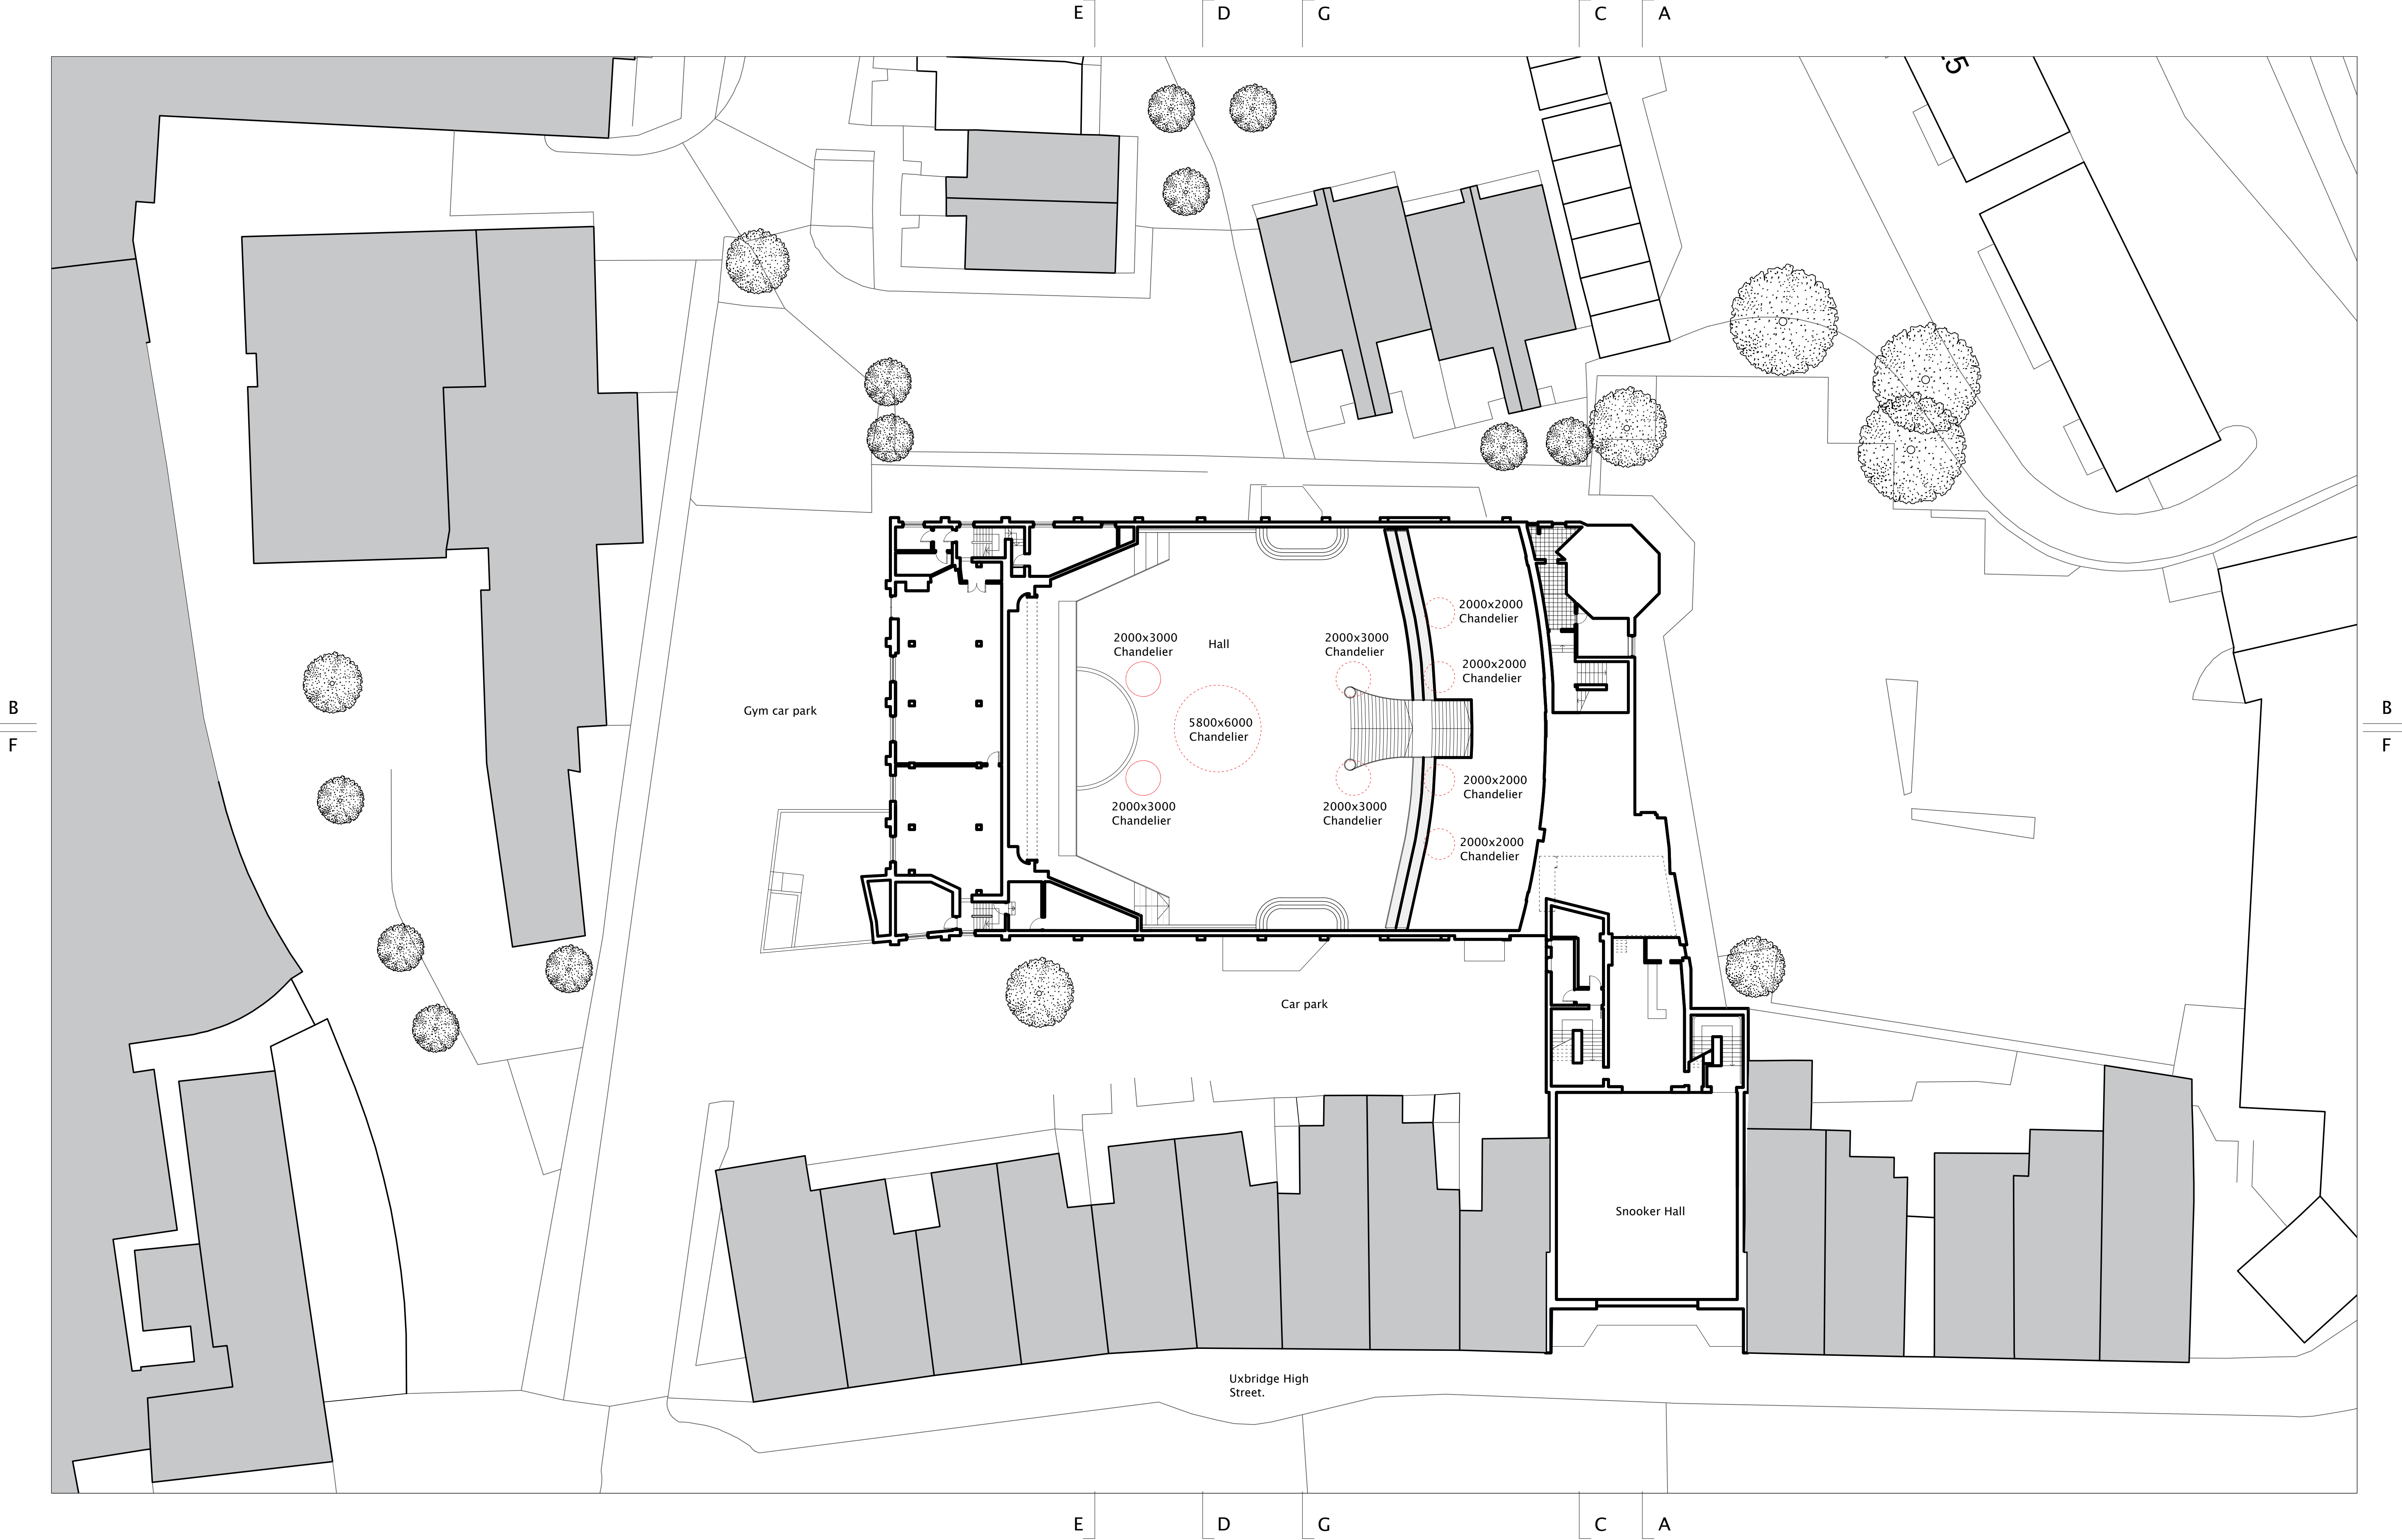 E D G C A
25
2000x2000
Chandelier
2000x3000
Chandelier
Hall
2000x3000
Chandelier
2000x2000
Chandelier
B
Gym car park
5800x6000
Chandelier
B
F
F
2000x2000
Chandelier
2000x3000
Chandelier
2000x3000
Chandelier
2000x2000
Chandelier
Car park
Snooker Hall
Uxbridge High
Street.
E D G C A